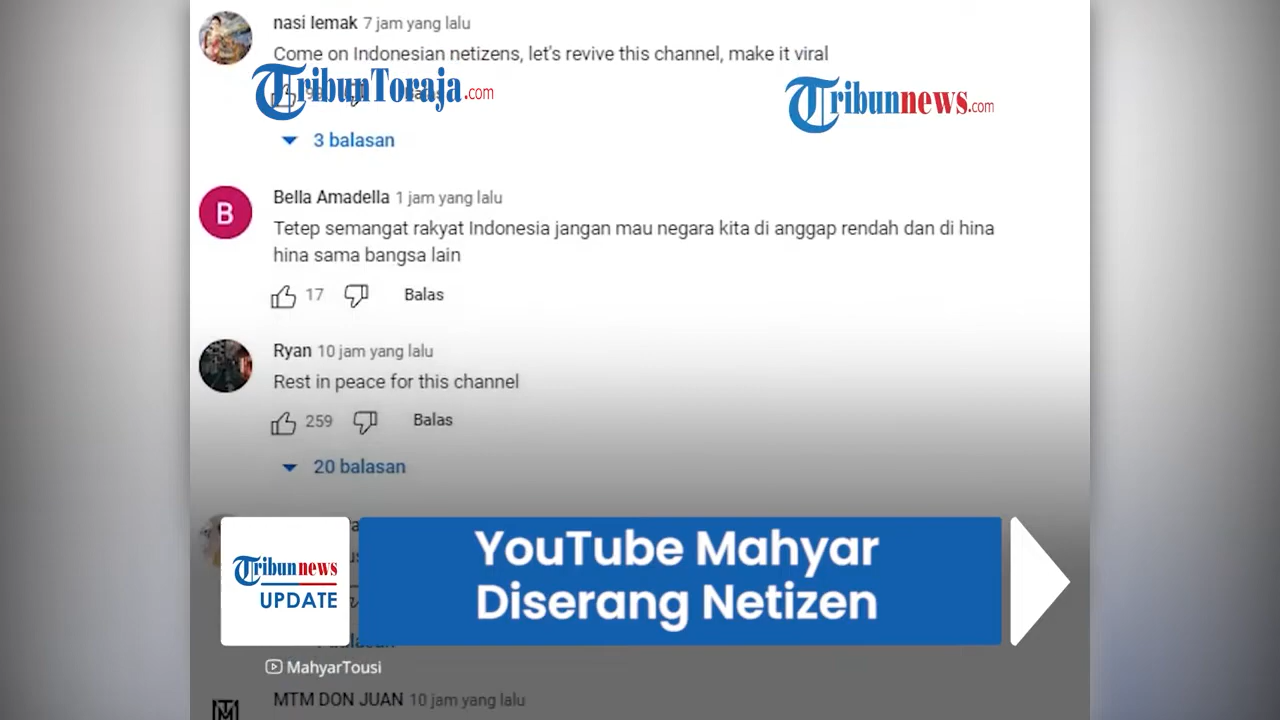 nasi lemak 7 jam yang lalu
Come on Indonesian netizens, let's revive this channel, make it viral
TribunToraja.com
Tribunnews.com
3 balasan
B
Bella Amadella 1 jam yang lalu
Tetep semangat rakyat Indonesia jangan mau negara kita di anggap rendah dan di hina
hina sama bangsa lain
17 Balas
Ryan 10 jam yang lalu
Rest in peace for this channel
259 Balas
20 balasan
Tribunnews
UPDATE
YouTube Mahyar
Diserang Netizen
MahyarTousi
MTM DON JUAN 10 jam yang lalu